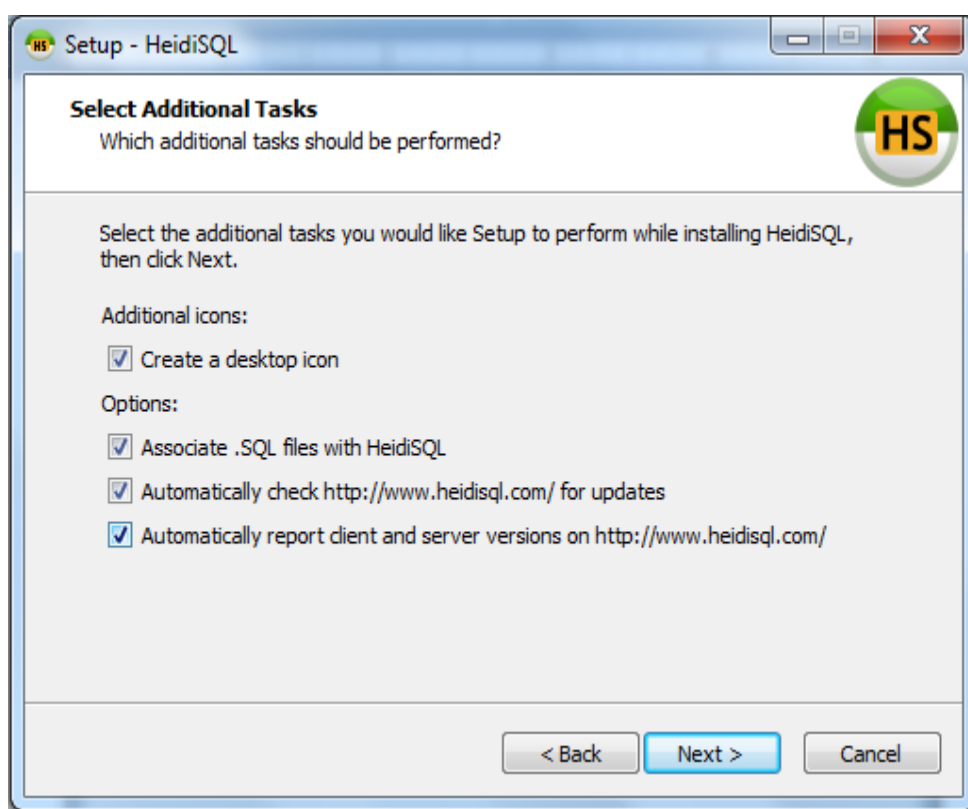 HS Setup - HeidiSQL
Select Additional Tasks
Which additional tasks should be performed?
HS
Select the additional tasks you would like Setup to perform while installing HeidiSQL,
then click Next.
Additional icons:
Create a desktop icon
Options:
Associate .SQL files with HeidiSQL
Automatically check http://www.heidisql.com/ for updates
Automatically report client and server versions on http://www.heidisql.com/
< Back Next > Cancel